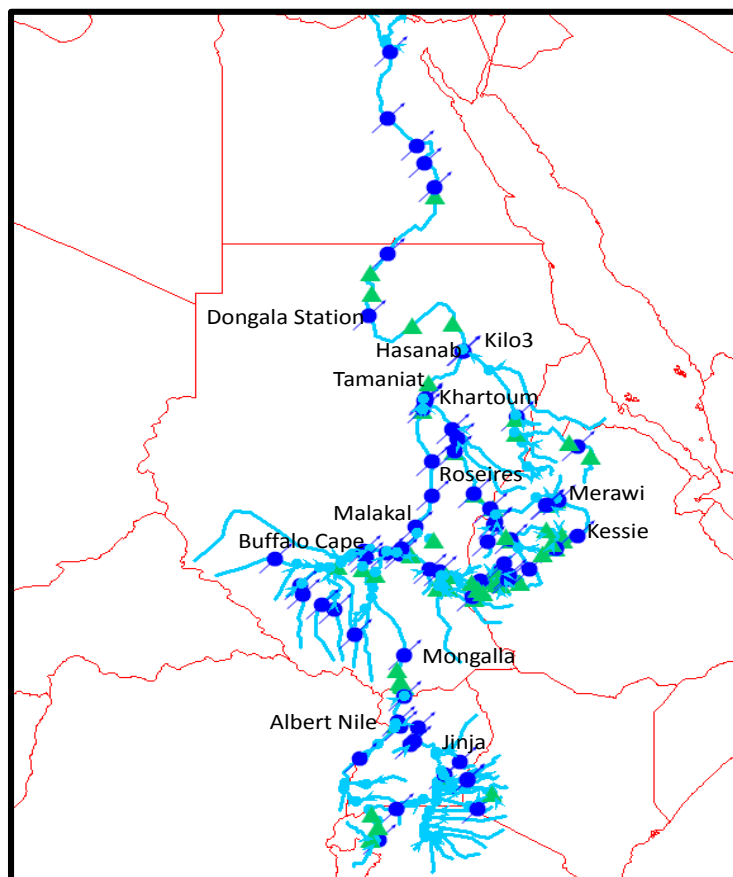 Dongala Station
Hasanab
Kilo3
Tamaniat
Khartoum
Roseires
Merawi
Malakal
Kessie
Buffalo Cape
Mongalla
Albert Nile
Jinja